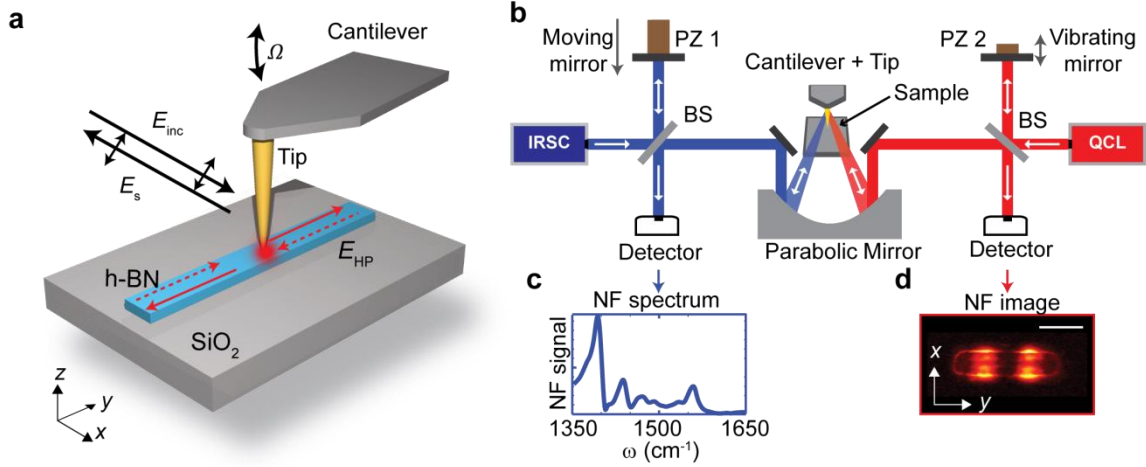 a
Ω
Cantilever
E_inc
E_s
Tip
E_HP
h-BN
SiO₂
z
y
x
b
Moving
mirror
PZ 1
PZ 2
Vibrating
mirror
Cantilever + Tip
Sample
BS
BS
IRSC
QCL
Detector
Parabolic Mirror
Detector
c
NF spectrum
NF signal
1350
1500
1650
ω (cm⁻¹)
d
NF image
x
y